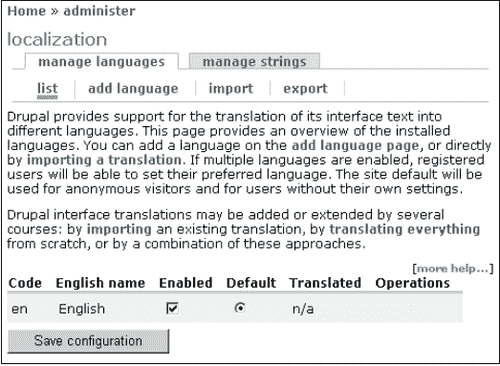 Home » administer
localization
manage languages manage strings
list add language import export
Drupal provides support for the translation of its interface text into
different languages. This page provides an overview of the installed
languages. You can add a language on the add language page, or directly
by importing a translation. If multiple languages are enabled, registered
users will be able to set their preferred language. The site default will be
used for anonymous visitors and for users without their own settings.
Drupal interface translations may be added or extended by several
courses: by importing an existing translation, by translating everything
from scratch, or by a combination of these approaches.
[more help...]
Code English name Enabled Default Translated Operations
en English n/a
Save configuration